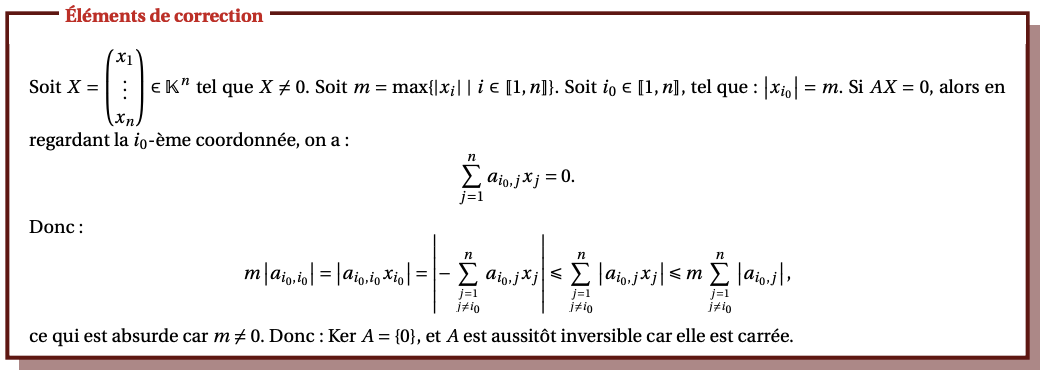 Éléments de correction
Soit $X = \begin{pmatrix} x_1 \\ \vdots \\ x_n \end{pmatrix} \in \mathbb{K}^n$ tel que $X \neq 0$. Soit $m = \max\{|x_i| \mid i \in [\![1, n]\!]\}$. Soit $i_0 \in [\![1, n]\!]$, tel que : $|x_{i_0}| = m$. Si $AX = 0$, alors en
regardant la $i_0$-ème coordonnée, on a :
$\sum_{j=1}^{n} a_{i_0,j} x_j = 0.$
Donc :
$m |a_{i_0,i_0}| = |a_{i_0,i_0} x_{i_0}| = \left| -\sum_{\substack{j=1 \\ j \neq i_0}}^{n} a_{i_0,j} x_j \right| \leqslant \sum_{\substack{j=1 \\ j \neq i_0}}^{n} |a_{i_0,j} x_j| \leqslant m \sum_{\substack{j=1 \\ j \neq i_0}}^{n} |a_{i_0,j}|,$
ce qui est absurde car $m \neq 0$. Donc : Ker $A = \{0\}$, et $A$ est aussitôt inversible car elle est carrée.